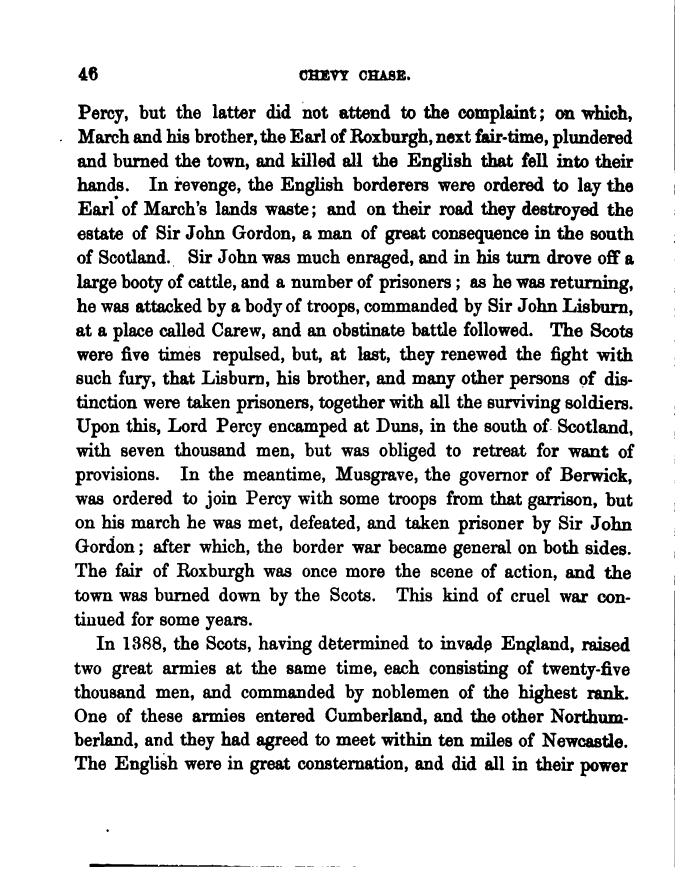 46 CHEVY CHASE.
Percy, but the latter did not attend to the complaint; on which,
March and his brother, the Earl of Roxburgh, next fair-time, plundered
and burned the town, and killed all the English that fell into their
hands. In revenge, the English borderers were ordered to lay the
Earl of March's lands waste; and on their road they destroyed the
estate of Sir John Gordon, a man of great consequence in the south
of Scotland. Sir John was much enraged, and in his turn drove off a
large booty of cattle, and a number of prisoners; as he was returning,
he was attacked by a body of troops, commanded by Sir John Lisburn,
at a place called Carew, and an obstinate battle followed. The Scots
were five times repulsed, but, at last, they renewed the fight with
such fury, that Lisburn, his brother, and many other persons of dis-
tinction were taken prisoners, together with all the surviving soldiers.
Upon this, Lord Percy encamped at Duns, in the south of Scotland,
with seven thousand men, but was obliged to retreat for want of
provisions. In the meantime, Musgrave, the governor of Berwick,
was ordered to join Percy with some troops from that garrison, but
on his march he was met, defeated, and taken prisoner by Sir John
Gordon; after which, the border war became general on both sides.
The fair of Roxburgh was once more the scene of action, and the
town was burned down by the Scots. This kind of cruel war con-
tinued for some years.
In 1388, the Scots, having determined to invade England, raised
two great armies at the same time, each consisting of twenty-five
thousand men, and commanded by noblemen of the highest rank.
One of these armies entered Cumberland, and the other Northum-
berland, and they had agreed to meet within ten miles of Newcastle.
The English were in great consternation, and did all in their power